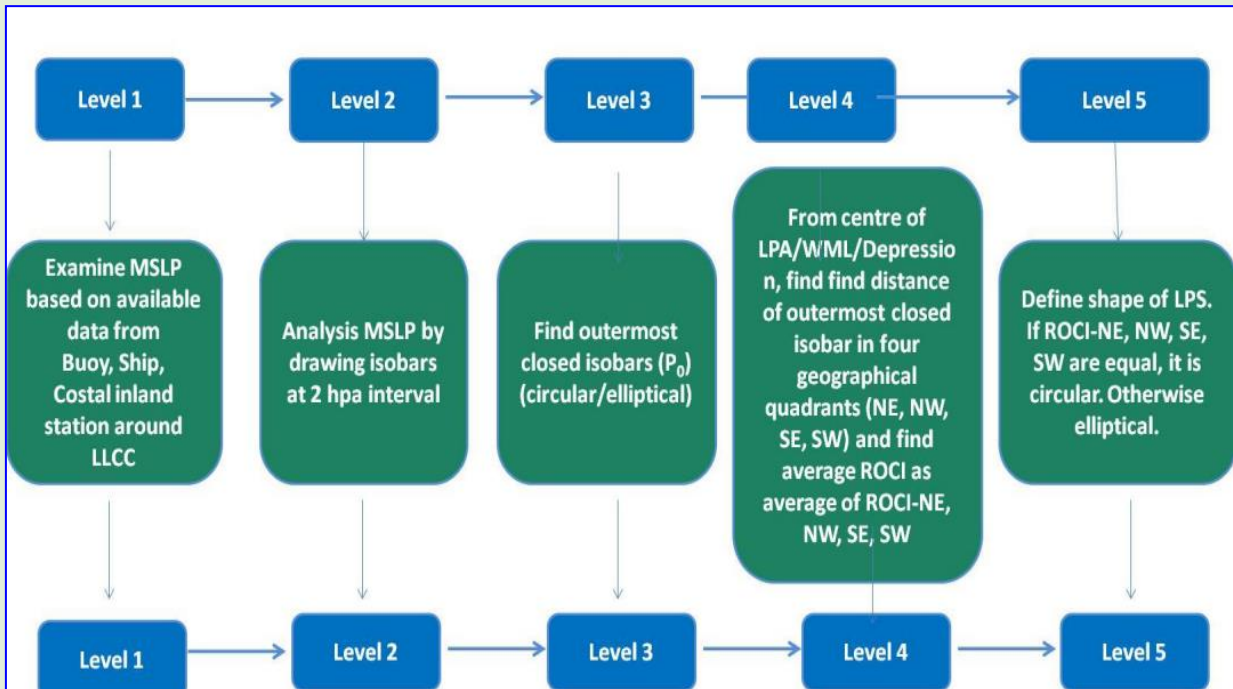 Level 1
Level 2
Level 3
Level 4
Level 5
Examine MSLP
based on available
data from
Buoy, Ship,
Costal inland
station around
LLCC
Analysis MSLP by
drawing isobars
at 2 hpa interval
Find outermost
closed isobars (P₀)
(circular/elliptical)
From centre of
LPA/WML/Depressio
n, find find distance
of outermost closed
isobar in four
geographical
quadrants (NE, NW,
SE, SW) and find
average ROCI as
average of ROCI-NE,
NW, SE, SW
Define shape of LPS.
If ROCI-NE, NW, SE,
SW are equal, it is
circular. Otherwise
elliptical.
Level 1
Level 2
Level 3
Level 4
Level 5